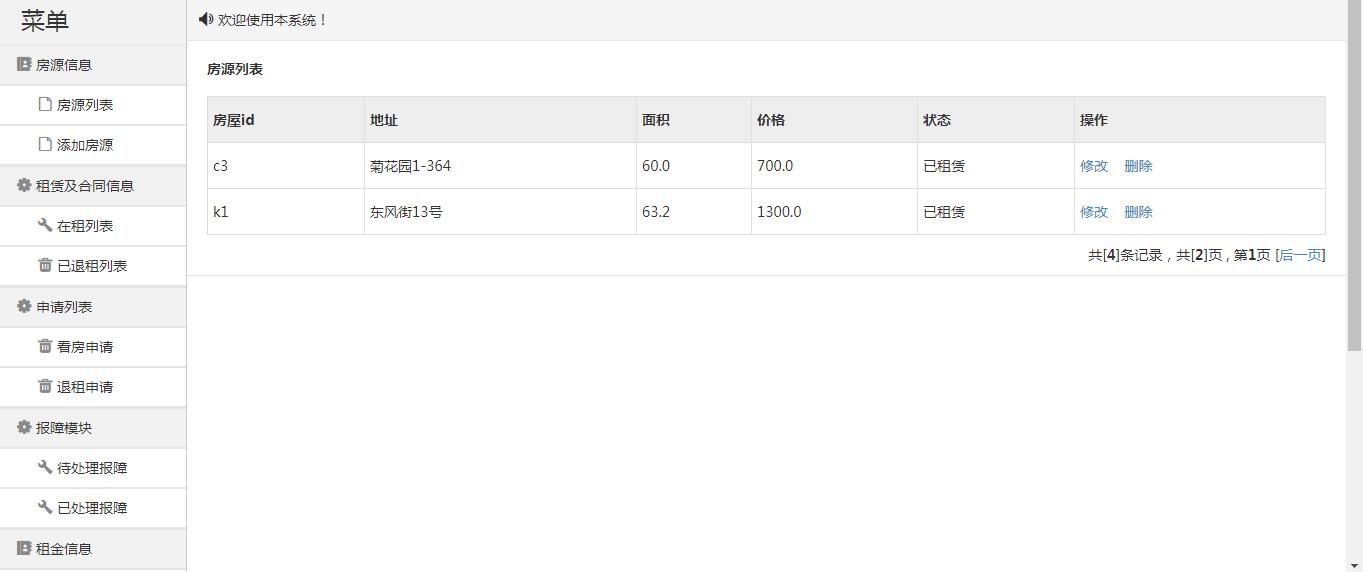 菜单
房源信息
房源列表
添加房源
租赁及合同信息
在租列表
已退租列表
申请列表
看房申请
退租申请
报障模块
待处理报障
已处理报障
租金信息
欢迎使用本系统！
房源列表
房屋id 地址 面积 价格 状态 操作
c3 菊花园1-364 60.0 700.0 已租赁 修改 删除
k1 东风街13号 63.2 1300.0 已租赁 修改 删除
共[4]条记录，共[2]页，第1页 [后一页]